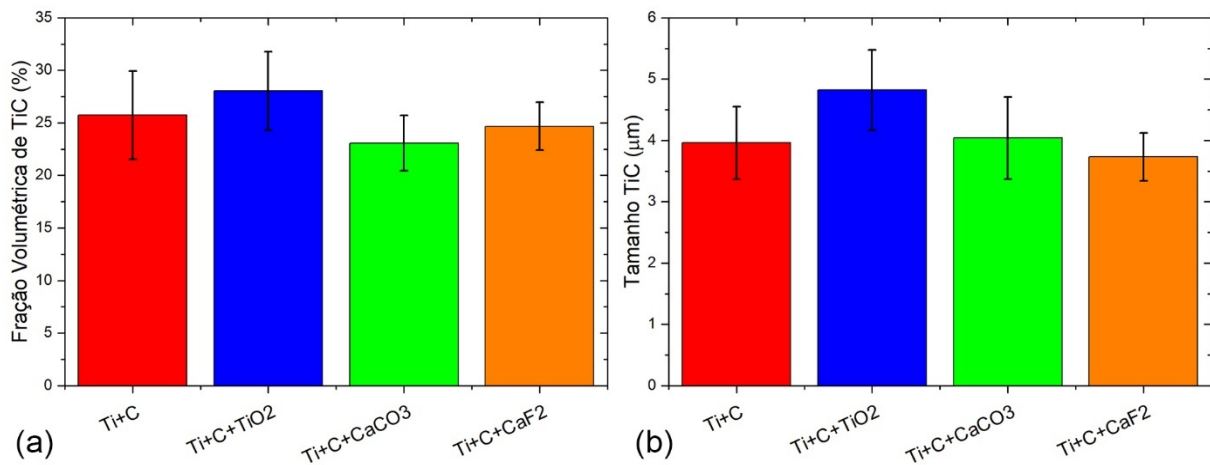 Fração Volumétrica de TiC (%)
35
30
25
20
15
10
5
0
Ti+C
Ti+C+TiO2
Ti+C+CaCO3
Ti+C+CaF2
(a)
Tamanho TiC (μm)
6
5
4
3
2
1
0
Ti+C
Ti+C+TiO2
Ti+C+CaCO3
Ti+C+CaF2
(b)